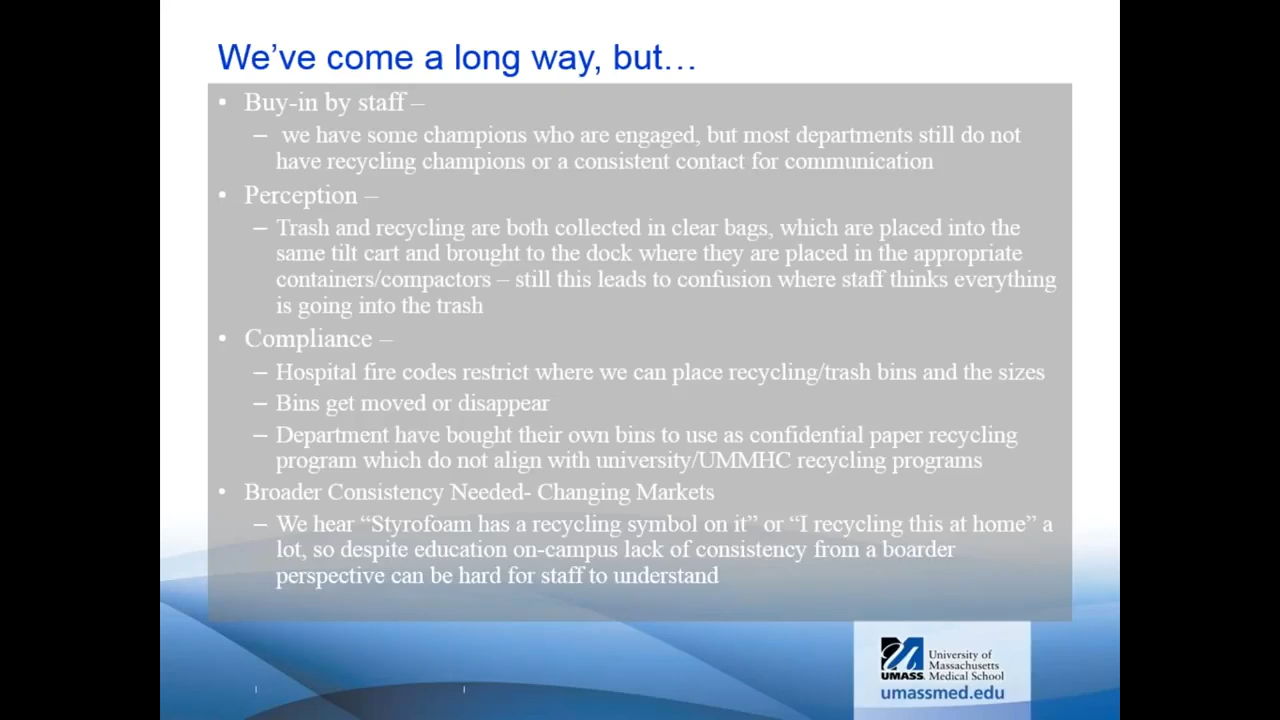 We’ve come a long way, but…
• Buy-in by staff –
– we have some champions who are engaged, but most departments still do not
have recycling champions or a consistent contact for communication
• Perception –
– Trash and recycling are both collected in clear bags, which are placed into the
same tilt cart and brought to the dock where they are placed in the appropriate
containers/compactors – still this leads to confusion where staff thinks everything
is going into the trash
• Compliance –
– Hospital fire codes restrict where we can place recycling/trash bins and the sizes
– Bins get moved or disappear
– Department have bought their own bins to use as confidential paper recycling
program which do not align with university/UMMHC recycling programs
• Broader Consistency Needed- Changing Markets
– We hear “Styrofoam has a recycling symbol on it” or “I recycling this at home” a
lot, so despite education on-campus lack of consistency from a boarder
perspective can be hard for staff to understand
University of
Massachusetts
UMASS Medical School
umassmed.edu